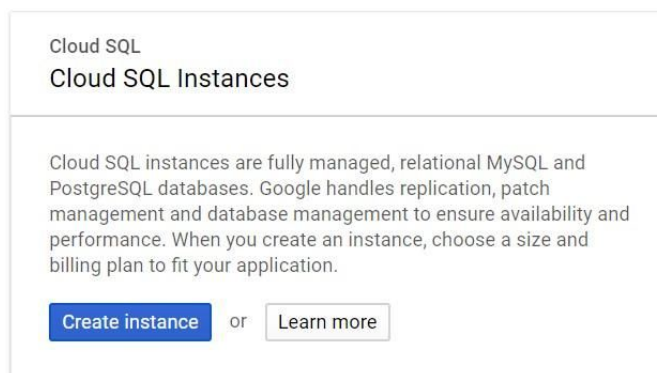 Cloud SQL
Cloud SQL Instances
Cloud SQL instances are fully managed, relational MySQL and
PostgreSQL databases. Google handles replication, patch
management and database management to ensure availability and
performance. When you create an instance, choose a size and
billing plan to fit your application.
Create instance or Learn more